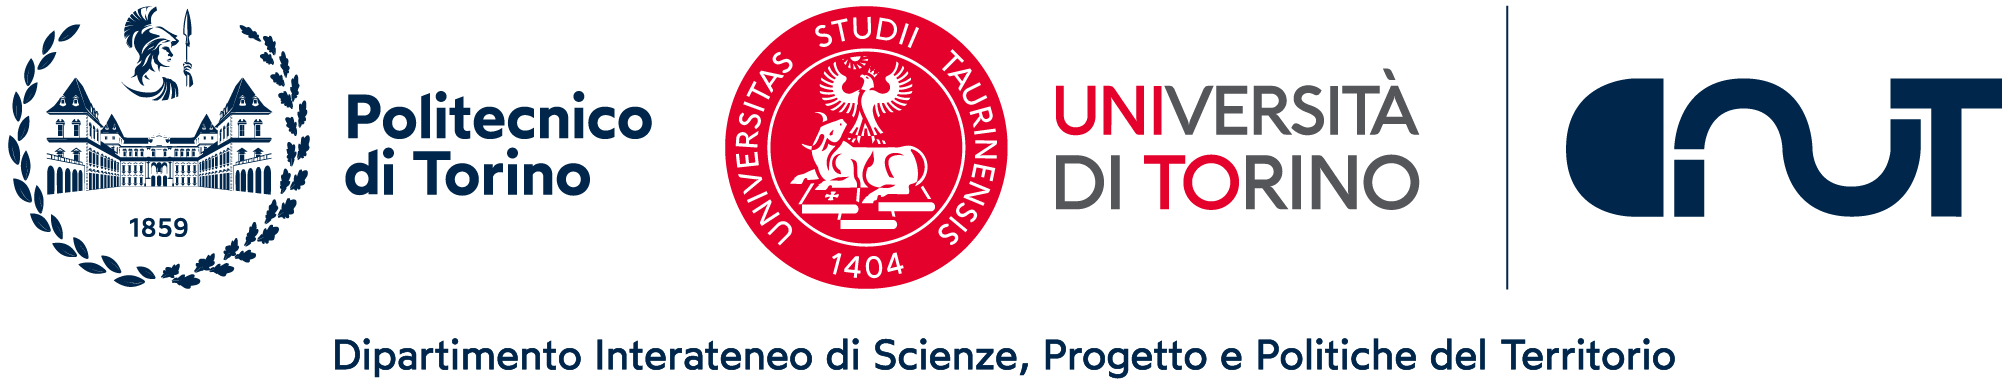 1859
Politecnico
di Torino
UNIVERSITAS STUDII TAURINENSIS
1404
UNIVERSITÀ
DI TORINO
Dipartimento Interateneo di Scienze, Progetto e Politiche del Territorio